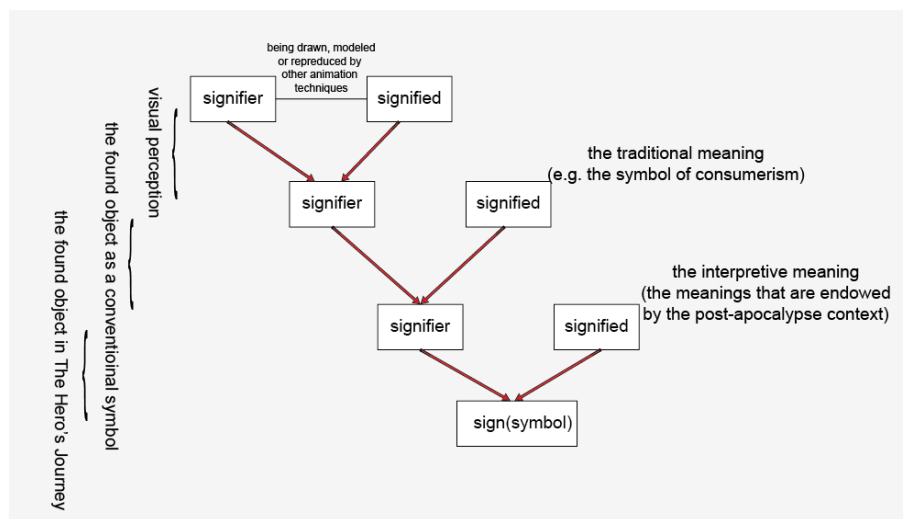 being drawn, modeled
or repreduced by
other animation
techniques
signifier
signified
visual perception
the found object as a conventioinal symbol
the found object in The Hero's Journey
signifier
signified
the traditional meaning
(e.g. the symbol of consumerism)
signifier
signified
the interpretive meaning
(the meanings that are endowed
by the post-apocalypse context)
sign(symbol)